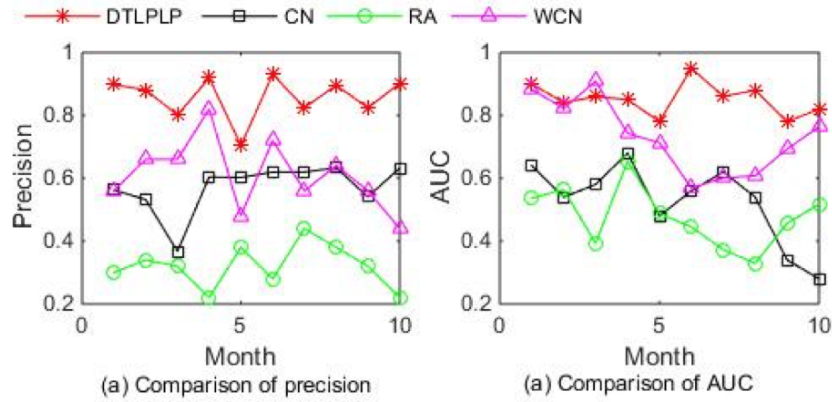 DTLPLP CN RA WCN
1
0.8
0.6
0.4
0.2
Precision
0 5 10
Month
(a) Comparison of precision
1
0.8
0.6
0.4
0.2
AUC
0 5 10
Month
(a) Comparison of AUC